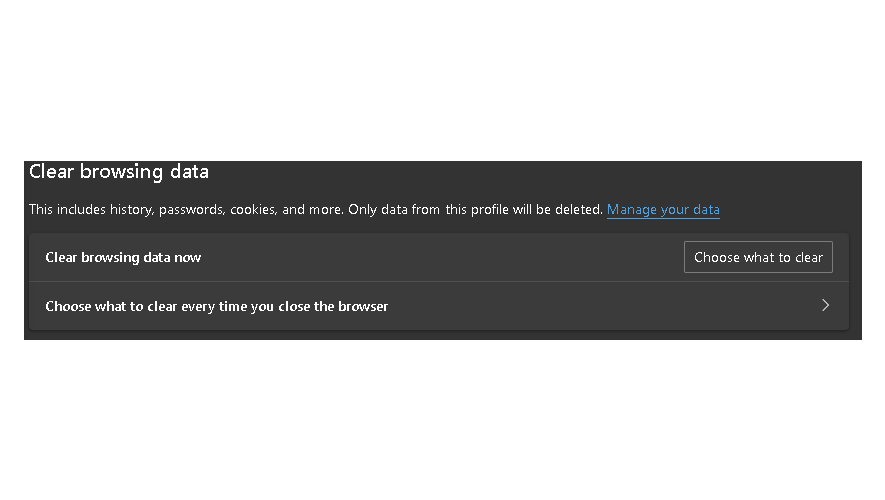 Clear browsing data
This includes history, passwords, cookies, and more. Only data from this profile will be deleted. Manage your data
Clear browsing data now
Choose what to clear
Choose what to clear every time you close the browser